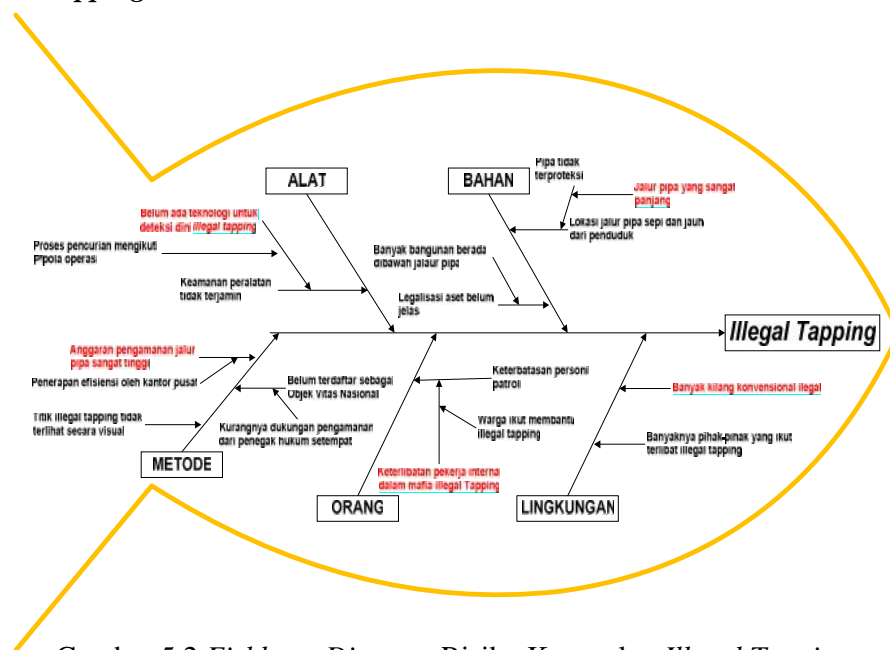 ALAT
BAHAN
Pipa tidak
terproteksi
Jalur pipa yang sangat
panjang
Belum ada teknologi untuk
deteksi dini illegal tapping
Lokasi jalur pipa sepi dan jauh
dari penduduk
Proses pencurian mengikuti
pola operasi
Banyak bangunan berada
dibawah jalaur pipa
Keamanan peralatan
tidak terjamin
Legalisasi aset belum
jelas
Illegal Tapping
Anggaran pengamanan jalur
pipa sangat tinggi
Penerapan efisiensi oleh kantor pusat
Belum terdaftar sebagai
Objek Vitas Nasional
Keterbatasan personil
patroli
Banyak kilang konvensional ilegal
Titik illegal tapping tidak
terlihat secara visual
Kurangnya dukungan pengamanan
dari penegak hukum setempat
Warga ikut membantu
illegal tapping
Banyaknya pihak-pihak yang ikut
terlibat illegal tapping
METODE
Keterlibatan pekerja internal
dalam mafia illegal Tapping
ORANG
LINGKUNGAN